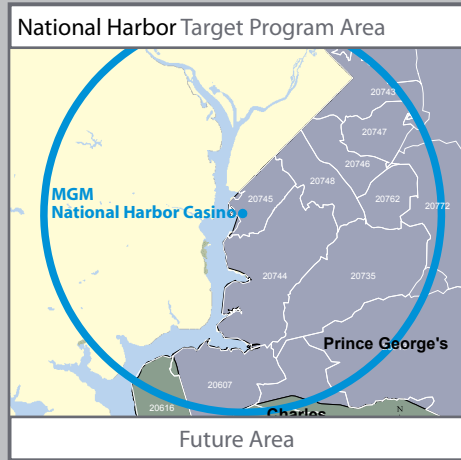 National Harbor Target Program Area
20743
20747
20746
20748
20745
20762
20772
MGM
National Harbor Casino
20744
20735
Prince George's
20607
20616
Charles
N
Future Area